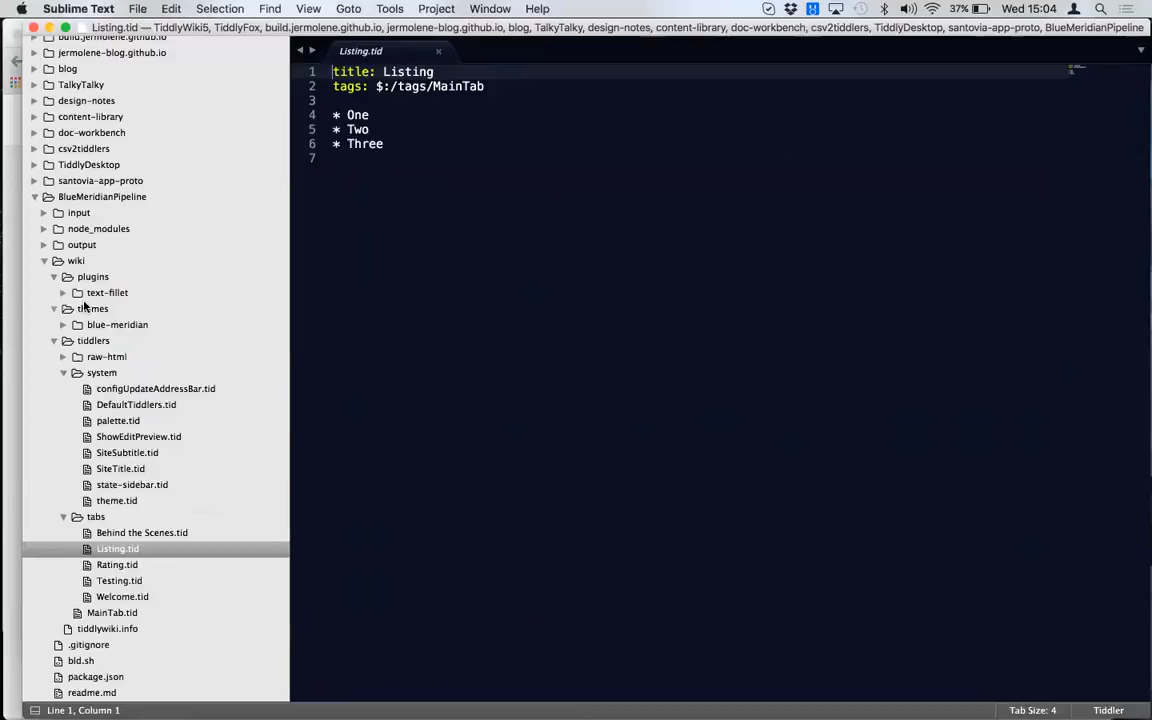 Sublime Text File Edit Selection Find View Goto Tools Project Window Help 37% Wed 15:04
Listing.tid — TiddlyWiki5, TiddlyFox, build.jermolene.github.io, jermolene-blog.github.io, blog, TalkyTalky, design-notes, content-library, doc-workbench, csv2tiddlers, TiddlyDesktop, santovia-app-proto, BlueMeridianPipeline
build.jermolene.github.io
jermolene-blog.github.io
blog
TalkyTalky
design-notes
content-library
doc-workbench
csv2tiddlers
TiddlyDesktop
santovia-app-proto
BlueMeridianPipeline
input
node_modules
output
wiki
plugins
text-fillet
themes
blue-meridian
tiddlers
raw-html
system
configUpdateAddressBar.tid
DefaultTiddlers.tid
palette.tid
ShowEditPreview.tid
SiteSubtitle.tid
SiteTitle.tid
state-sidebar.tid
theme.tid
tabs
Behind the Scenes.tid
Listing.tid
Rating.tid
Testing.tid
Welcome.tid
MainTab.tid
tiddlywiki.info
.gitignore
bld.sh
package.json
readme.md
Listing.tid ×
1 title: Listing
2 tags: $:/tags/MainTab
3
4 * One
5 * Two
6 * Three
7
Line 1, Column 1 Tab Size: 4 Tiddler